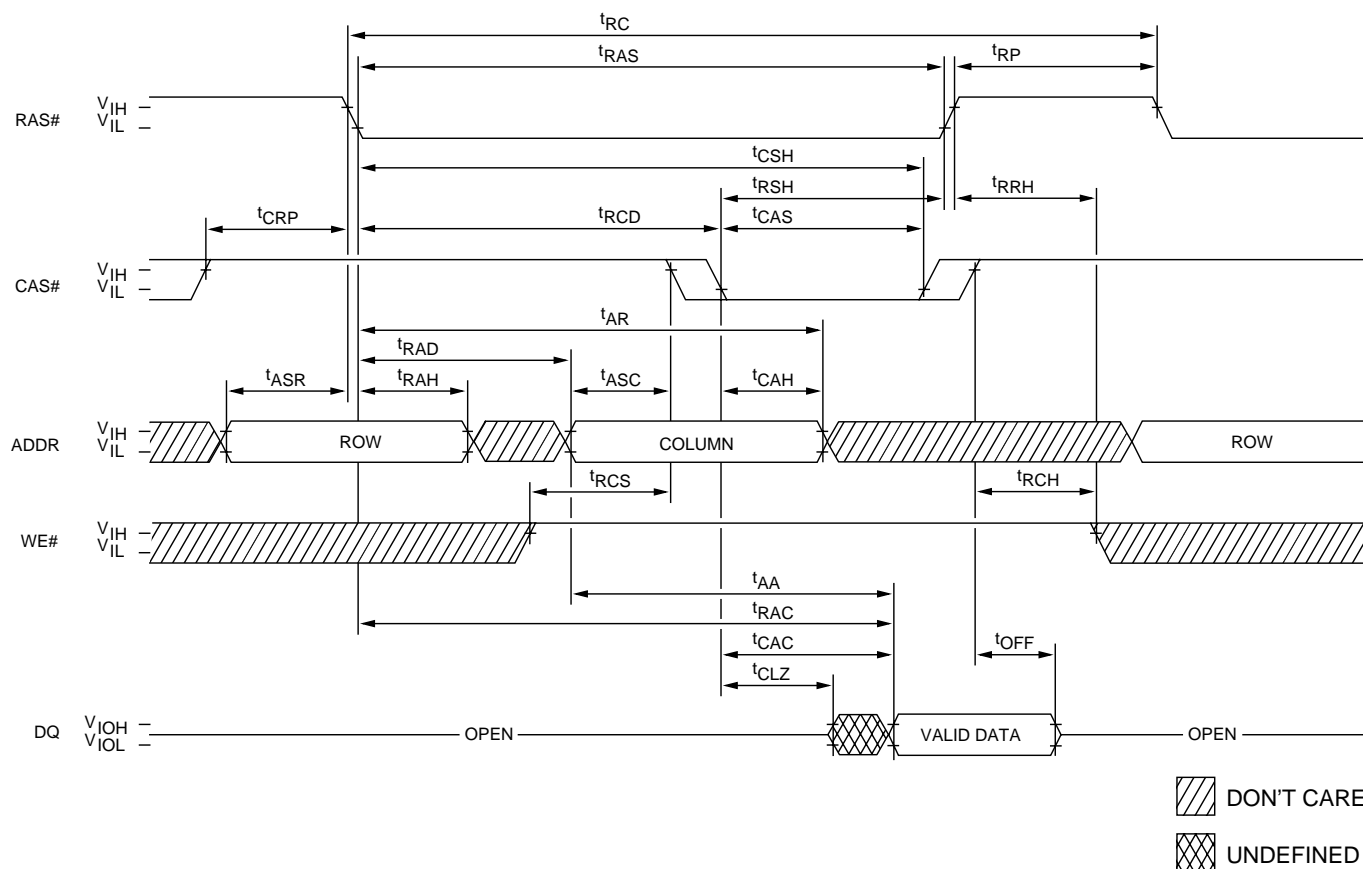 tRC
tRAS
tRP
RAS#
VIH
VIL
tCSH
tRSH
tRRH
tCRP
tRCD
tCAS
CAS#
VIH
VIL
tAR
tRAD
tASR
tRAH
tASC
tCAH
ADDR
VIH
VIL
ROW
COLUMN
ROW
tRCS
tRCH
WE#
VIH
VIL
tAA
tRAC
tCAC
tOFF
tCLZ
DQ
VIOH
VIOL
OPEN
VALID DATA
OPEN
DON'T CARE
UNDEFINED